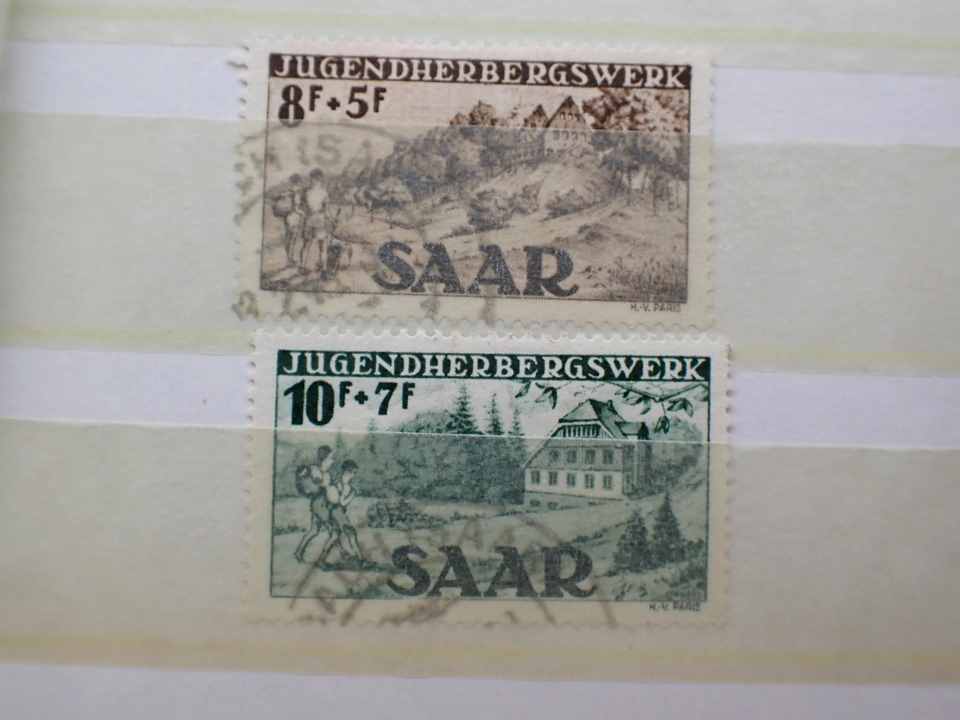 JUGENDHERBERGSWERK
8F+5F
SAAR
H.-V. PARIS
JUGENDHERBERGSWERK
10F+7F
SAAR
H.-V. PARIS